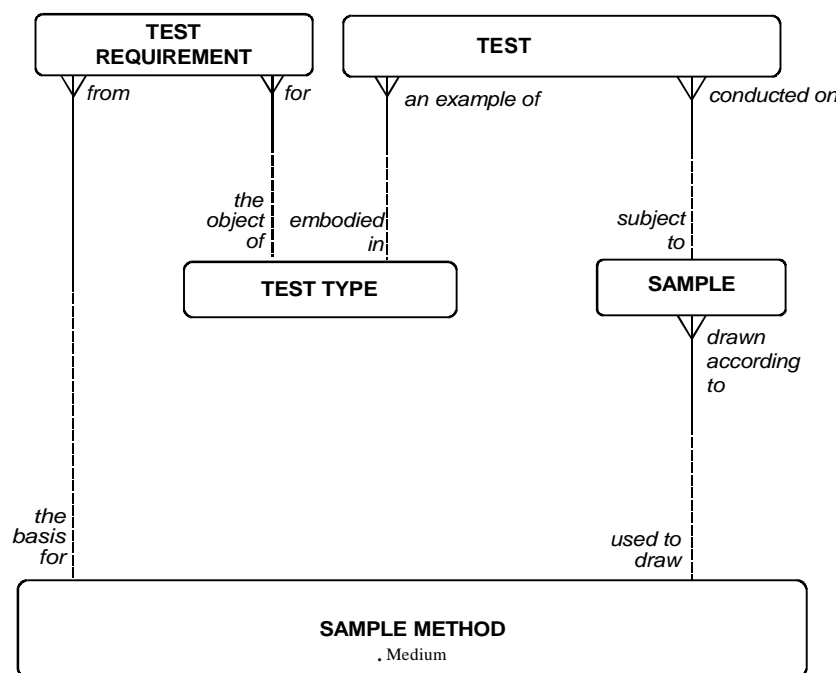 TEST
REQUIREMENT
TEST
from
for
an example of
conducted on
the
object
of
embodied
in
subject
to
TEST TYPE
SAMPLE
drawn
according
to
the
basis
for
used to
draw
SAMPLE METHOD
. Medium